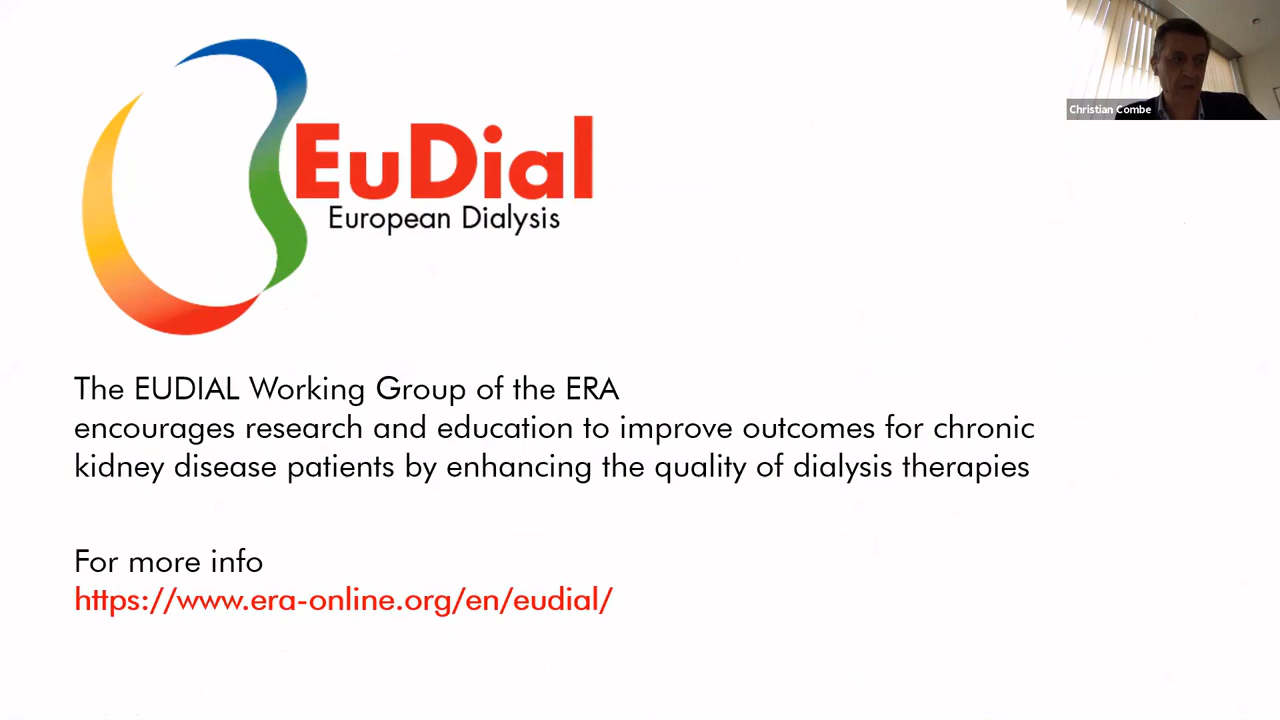 Christian Combe
EuDial
European Dialysis
The EUDIAL Working Group of the ERA
encourages research and education to improve outcomes for chronic
kidney disease patients by enhancing the quality of dialysis therapies
For more info
https://www.era-online.org/en/eudial/